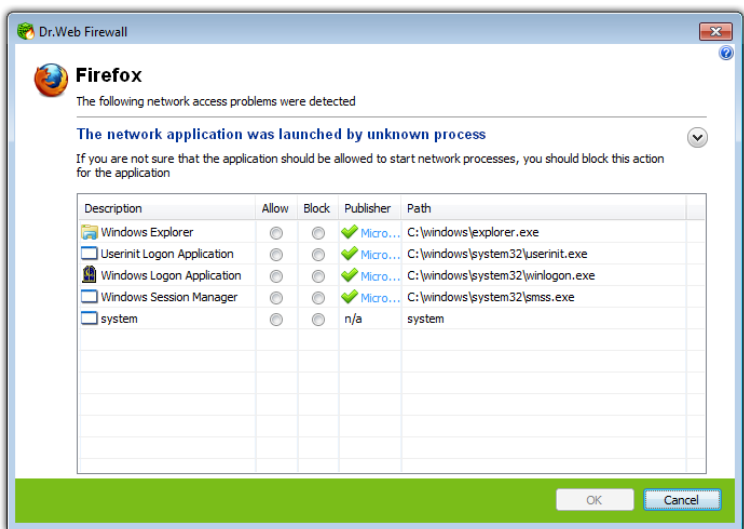 Dr.Web Firewall
Firefox
The following network access problems were detected
The network application was launched by unknown process
If you are not sure that the application should be allowed to start network processes, you should block this action
for the application
Description Allow Block Publisher Path
Windows Explorer Micro... C:\windows\explorer.exe
Userinit Logon Application Micro... C:\windows\system32\userinit.exe
Windows Logon Application Micro... C:\windows\system32\winlogon.exe
Windows Session Manager Micro... C:\windows\system32\smss.exe
system n/a system
OK Cancel